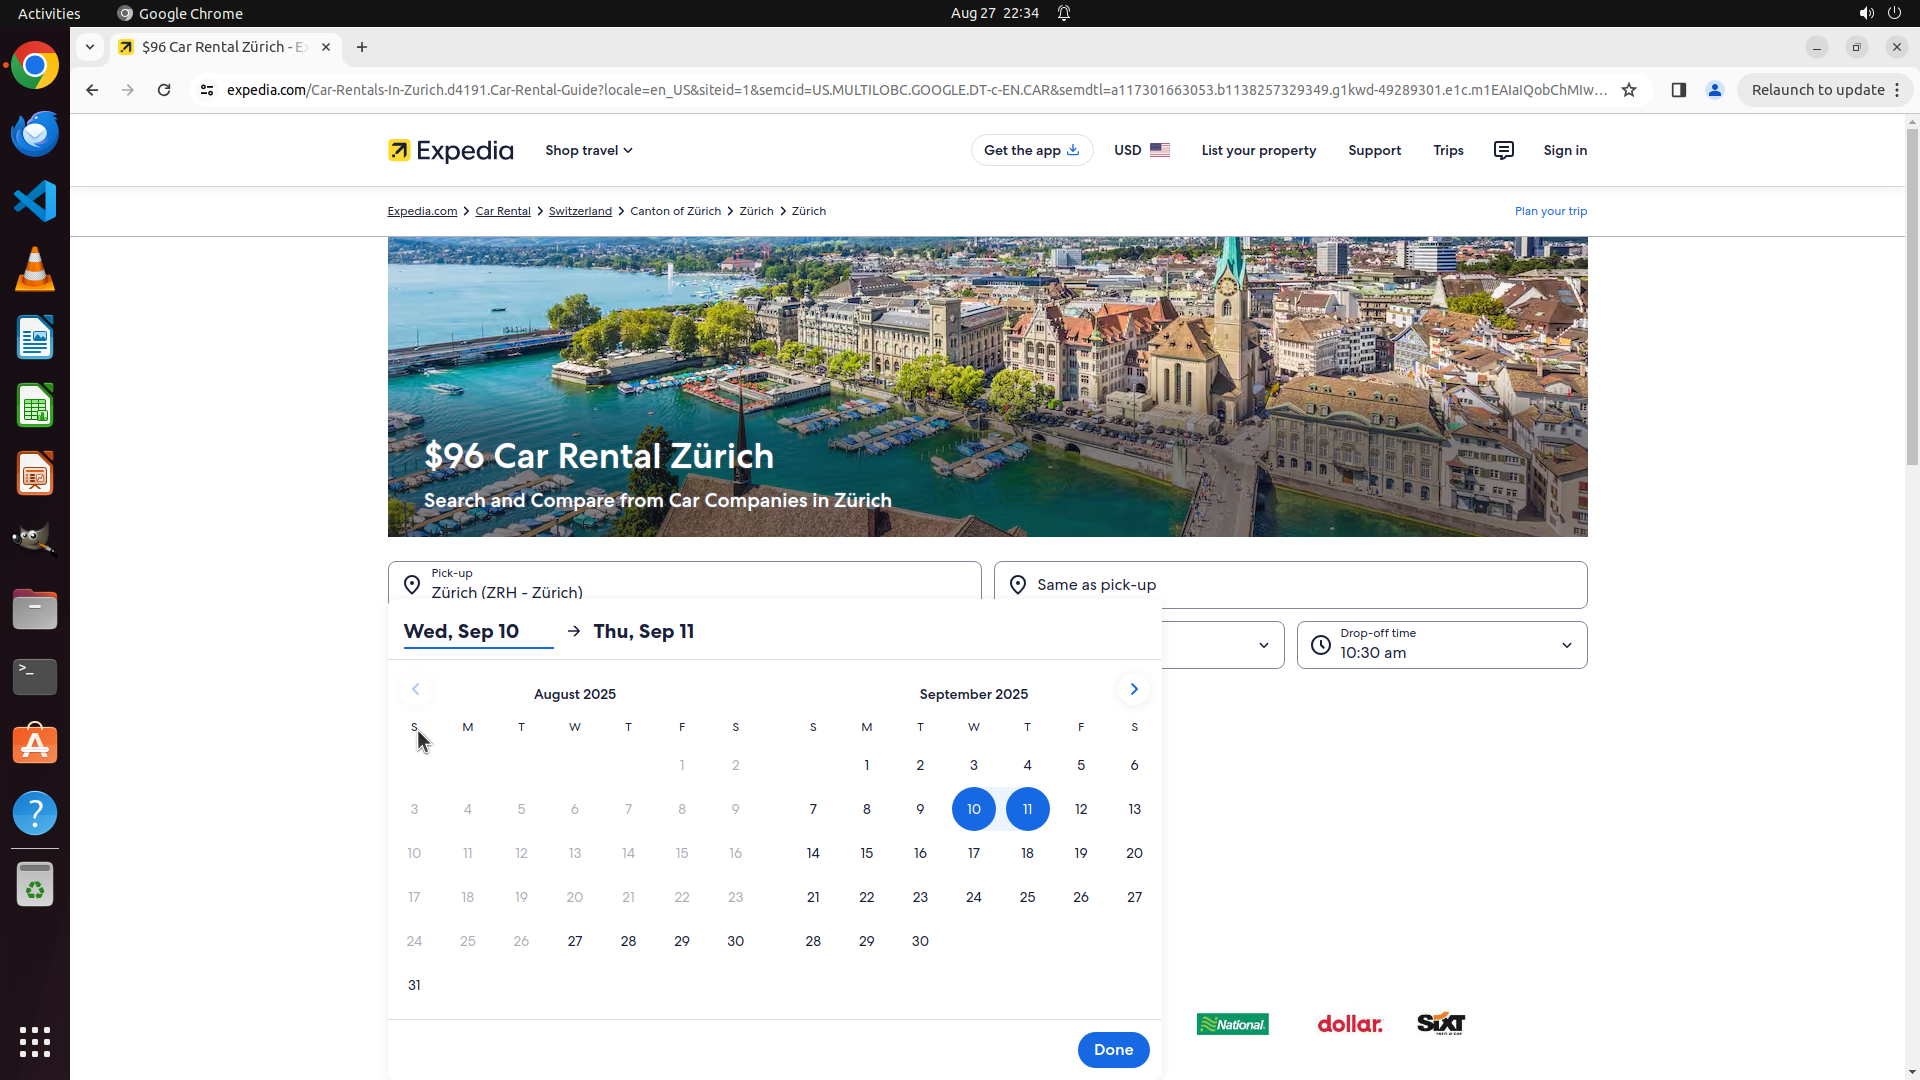 Activities
Google Chrome
Aug 27 22:34
$96 Car Rental Zürich - Ex
expedia.com/Car-Rentals-In-Zurich.d4191.Car-Rental-Guide?locale=en_US&siteid=1&semcid=US.MULTILOBC.GOOGLE.DT-c-EN.CAR&semdtl=a117301663053.b1138257329349.g1kwd-49289301.e1c.m1EAIaIQobChMIw...
Relaunch to update
Expedia
Shop travel
Get the app
USD
List your property
Support
Trips
Sign in
Expedia.com
Car Rental
Switzerland
Canton of Zürich
Zürich
Zürich
Plan your trip
$96 Car Rental Zürich
Search and Compare from Car Companies in Zürich
Pick-up
Zürich (ZRH - Zürich)
Same as pick-up
Wed, Sep 10
Thu, Sep 11
Drop-off time
10:30 am
August 2025
September 2025
S M T W T F S
S M T W T F S
1 2
1 2 3 4 5 6
3 4 5 6 7 8 9
7 8 9 10 11 12 13
10 11 12 13 14 15 16
14 15 16 17 18 19 20
17 18 19 20 21 22 23
21 22 23 24 25 26 27
24 25 26 27 28 29 30
28 29 30
31
National.
dollar.
SIXT
rent a car
Done